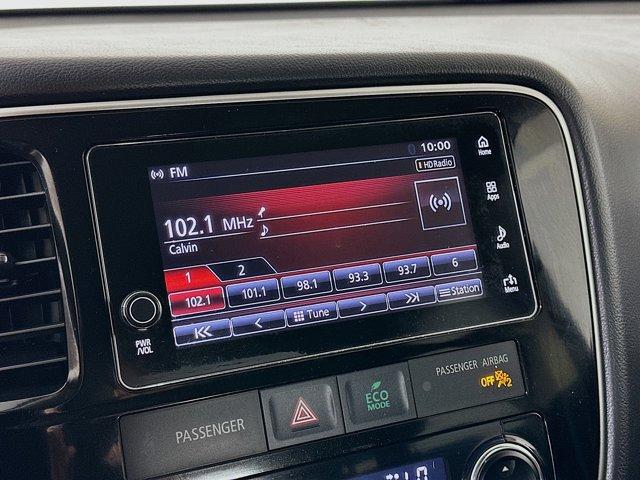 10:00
FM
HD Radio
102.1 MHz
Calvin
1 2
102.1 101.1 98.1 93.3 93.7 6
Tune Station
Home
Apps
Audio
Menu
PWR
/VOL
PASSENGER
ECO
MODE
PASSENGER AIRBAG
OFF 2